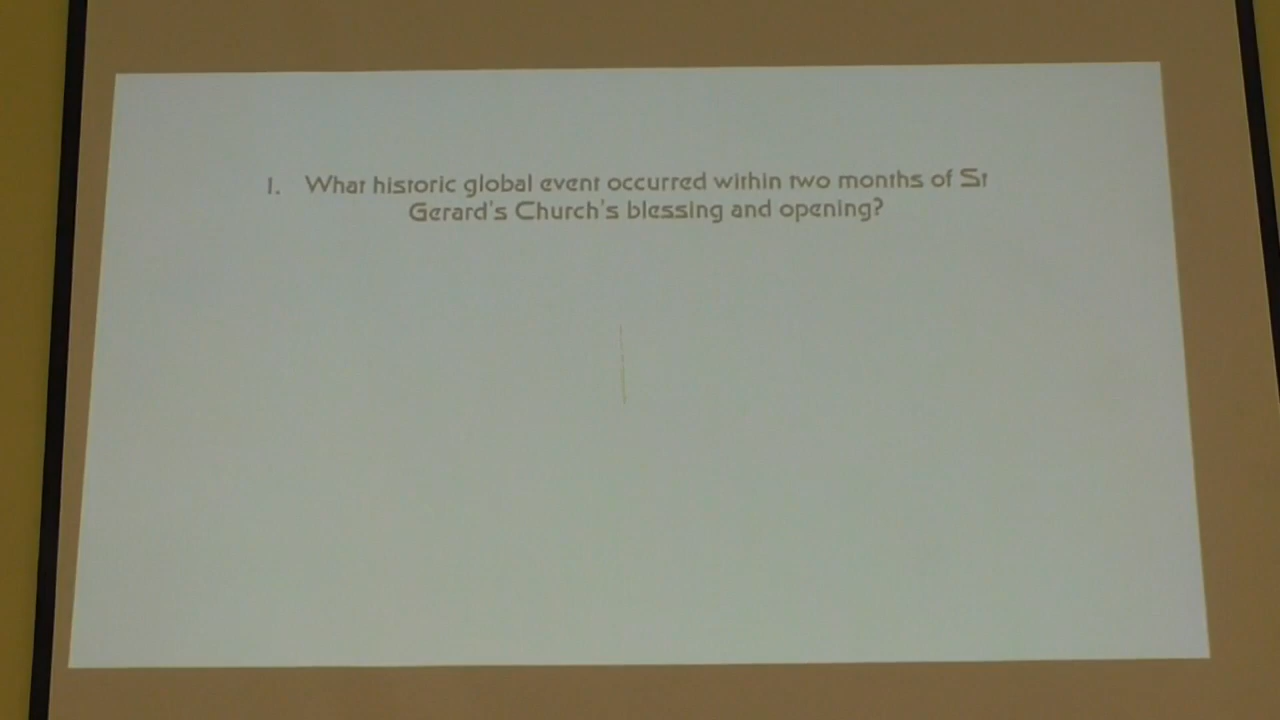 1. What historic global event occurred within two months of St
Gerard's Church's blessing and opening?